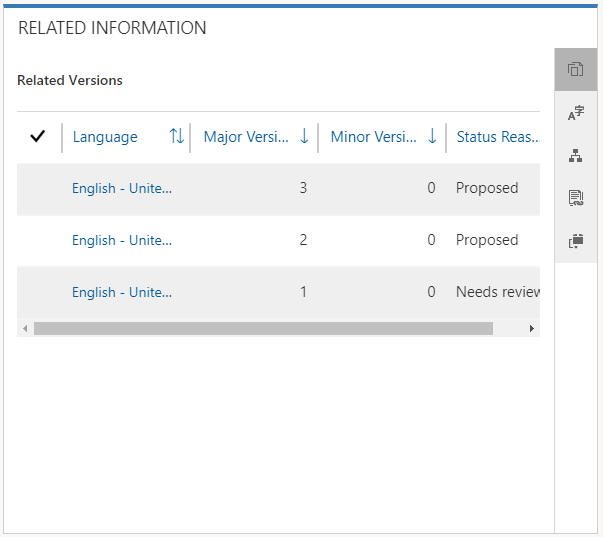 RELATED INFORMATION
Related Versions
Language Major Versi... Minor Versi... Status Reas...
English - Unite... 3 0 Proposed
English - Unite... 2 0 Proposed
English - Unite... 1 0 Needs review